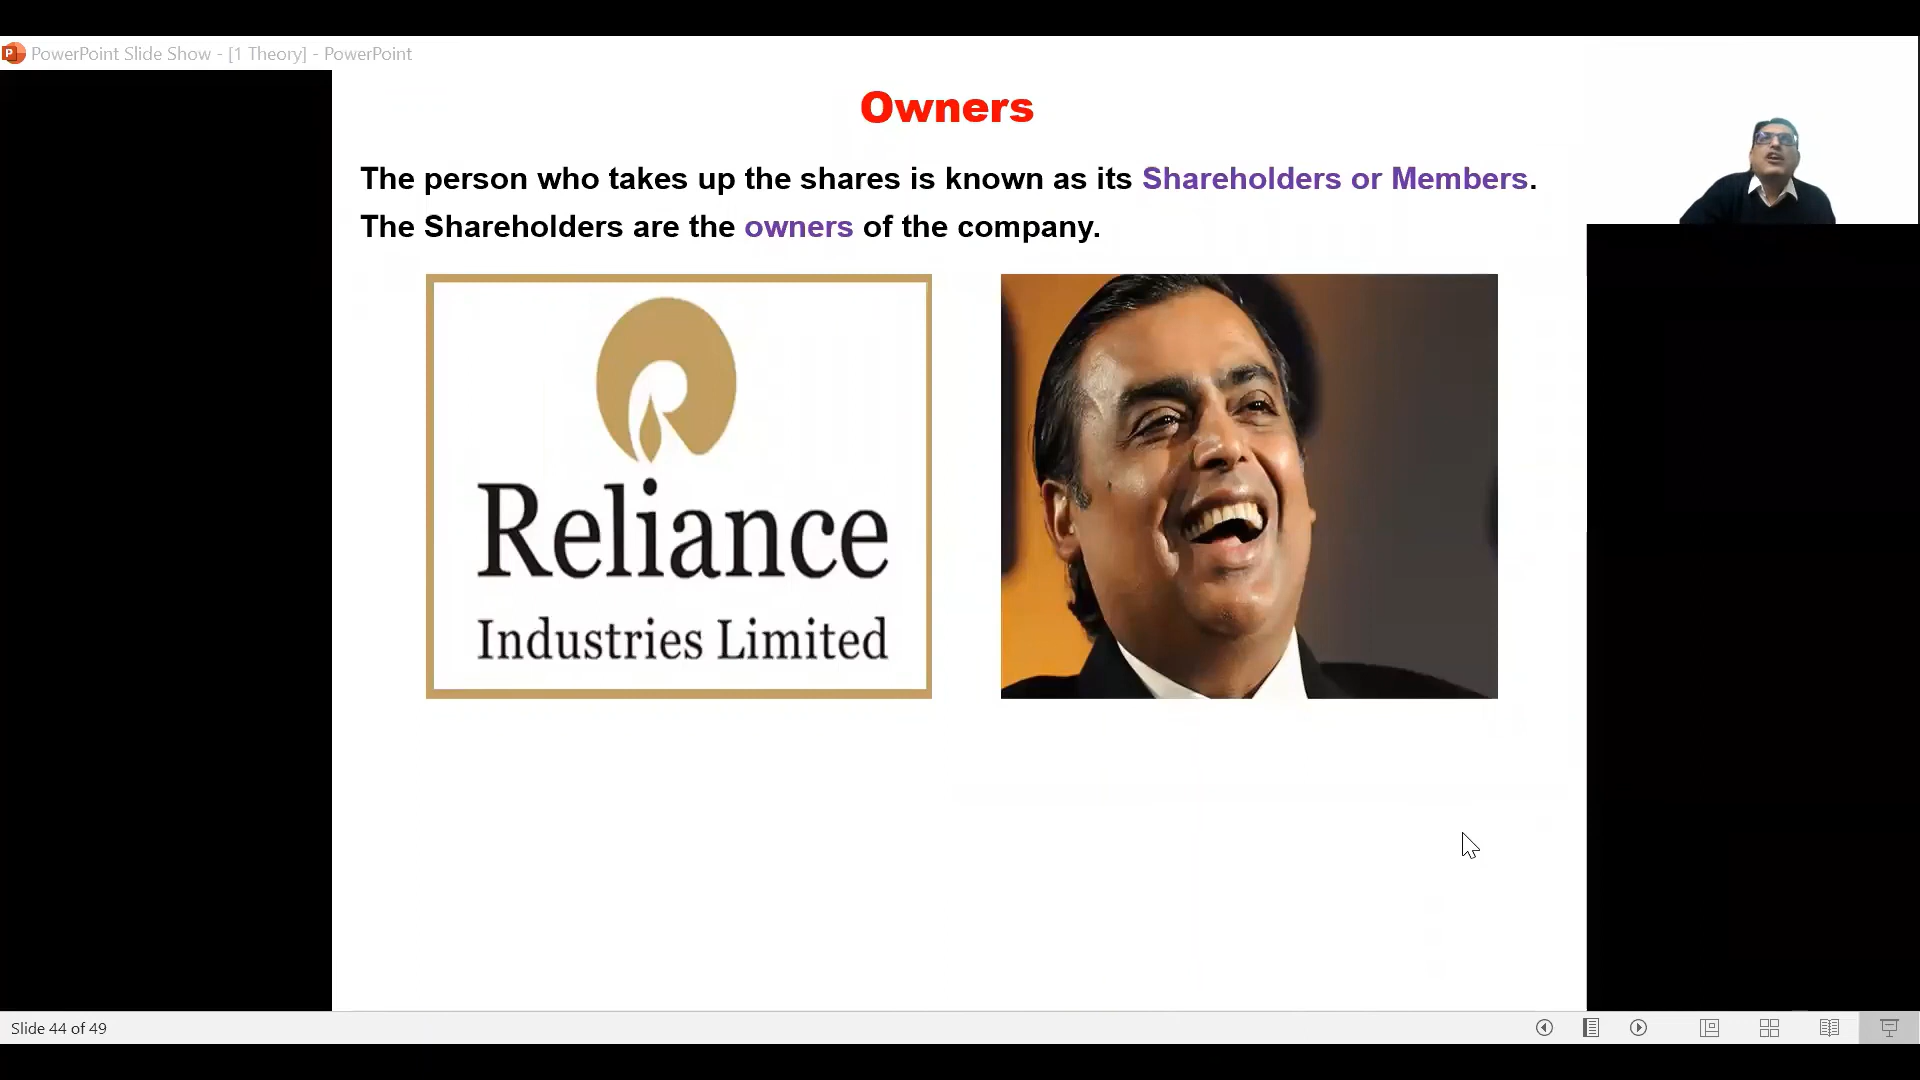 PowerPoint Slide Show - [1 Theory] - PowerPoint
Owners
The person who takes up the shares is known as its Shareholders or Members.
The Shareholders are the owners of the company.
Reliance
Industries Limited
Slide 44 of 49